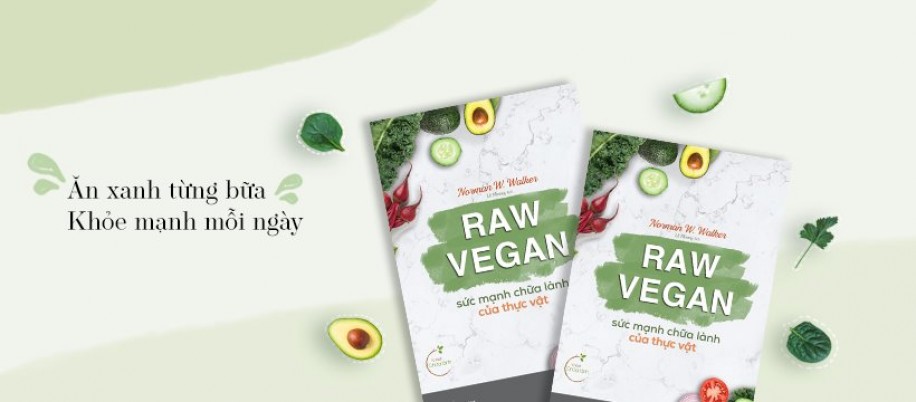 Ăn xanh từng bữa
Khỏe mạnh mỗi ngày
Norman W. Walker
RAW
VEGAN
sức mạnh chữa lành
của thực vật
Norman W. Walker
RAW
VEGAN
sức mạnh chữa lành
của thực vật